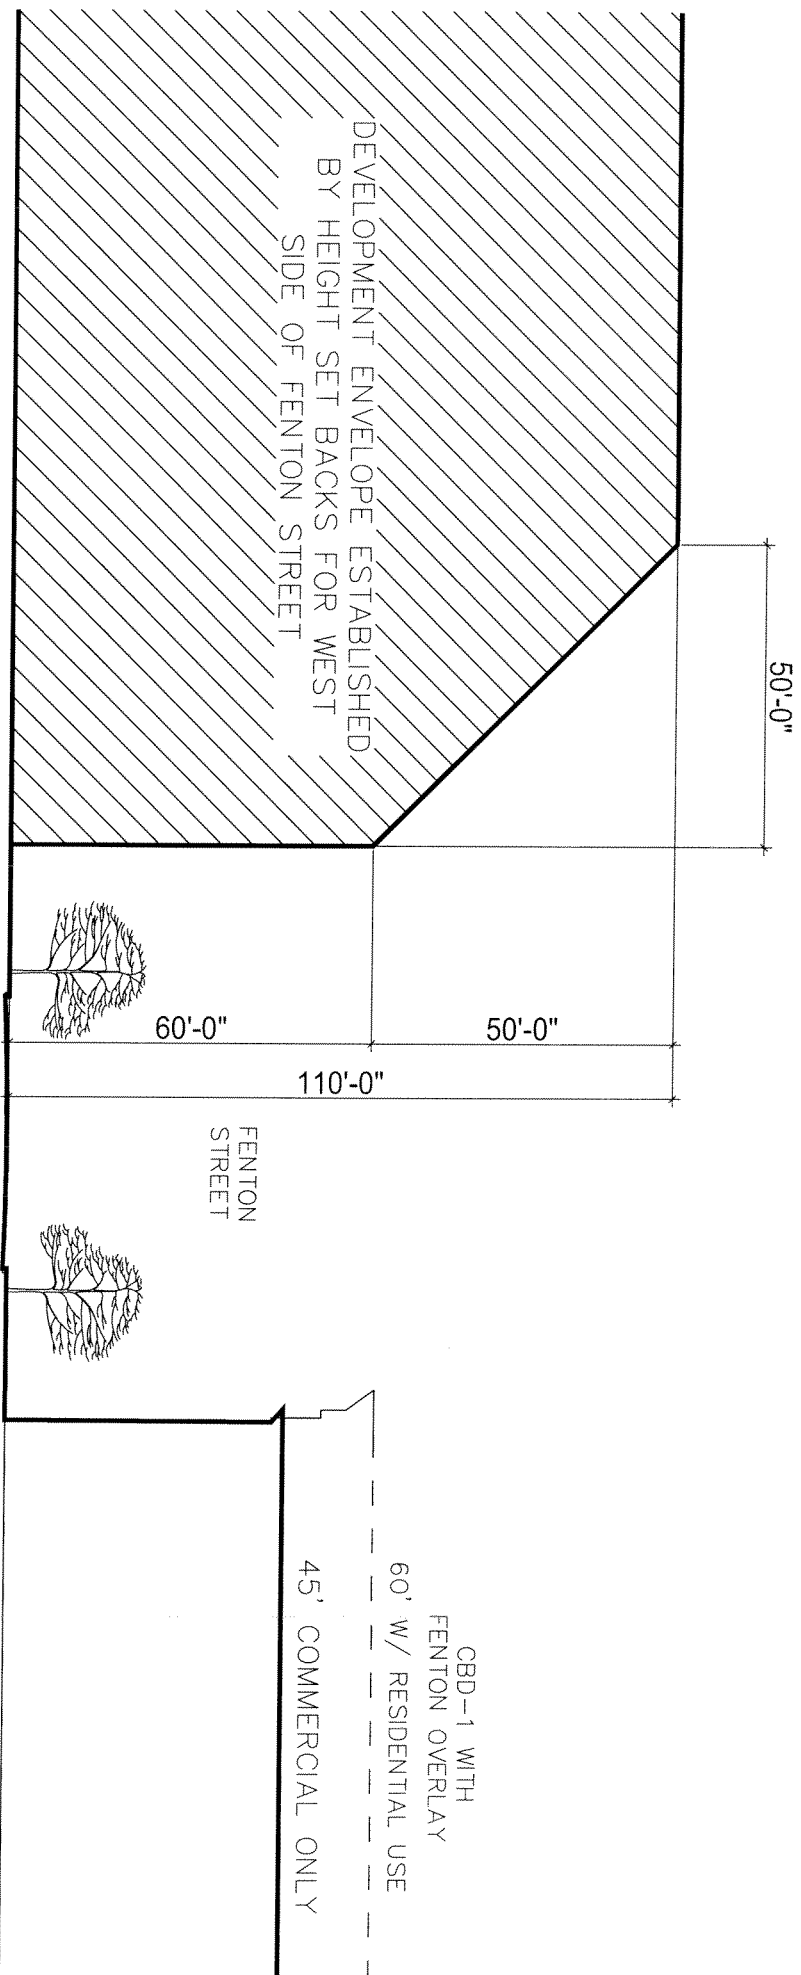 DEVELOPMENT ENVELOPE ESTABLISHED
BY HEIGHT SET BACKS FOR WEST
SIDE OF FENTON STREET
50'-0"
60'-0"
50'-0"
110'-0"
FENTON
STREET
CBD-1 WITH
FENTON OVERLAY
60' W/ RESIDENTIAL USE
45' COMMERCIAL ONLY